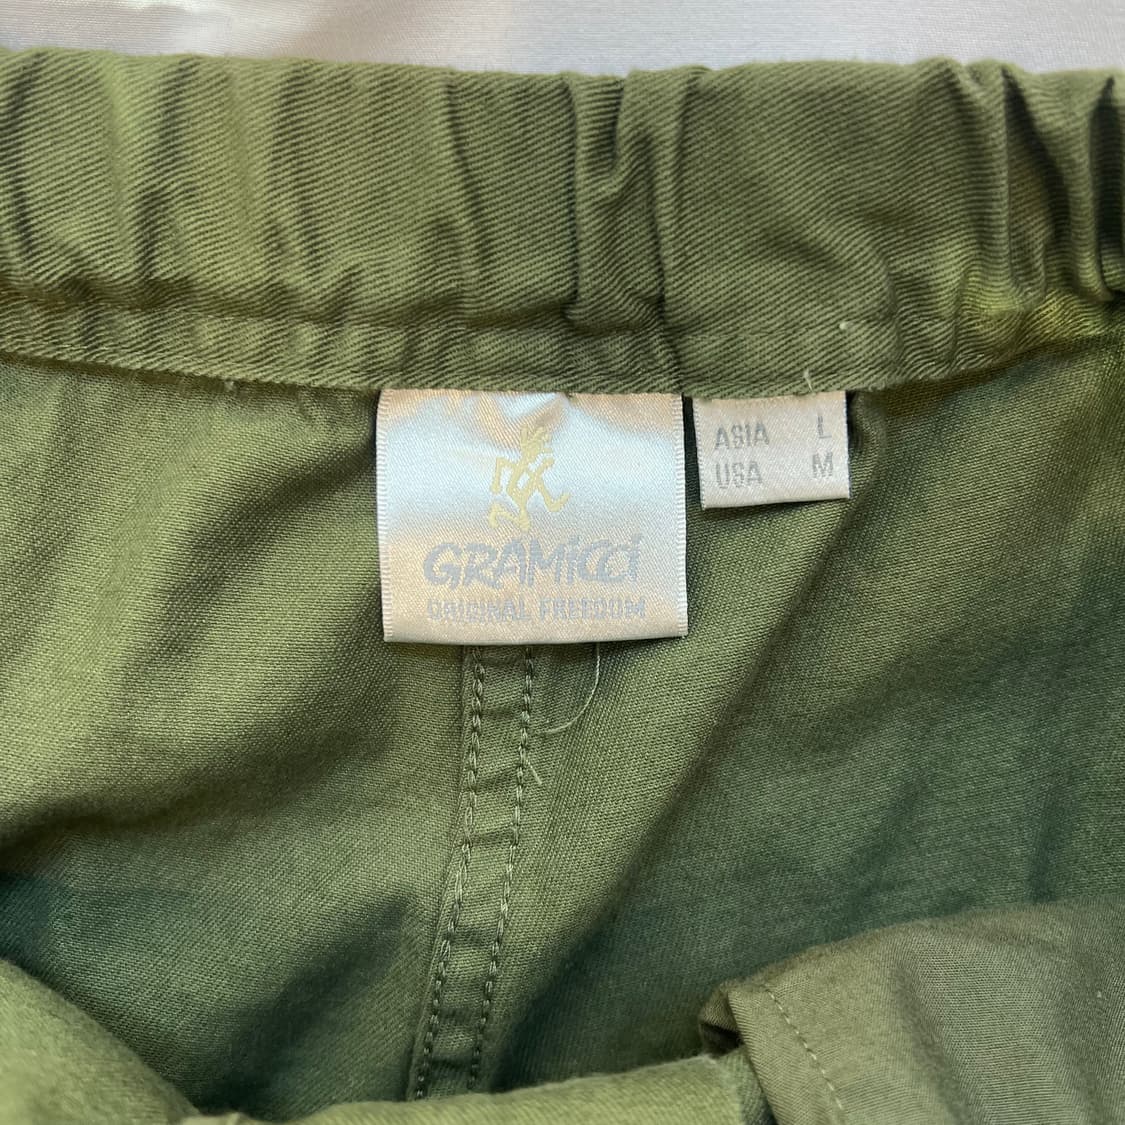 GRAMiCCi
ORIGINAL FREEDOM
ASIA L
USA M